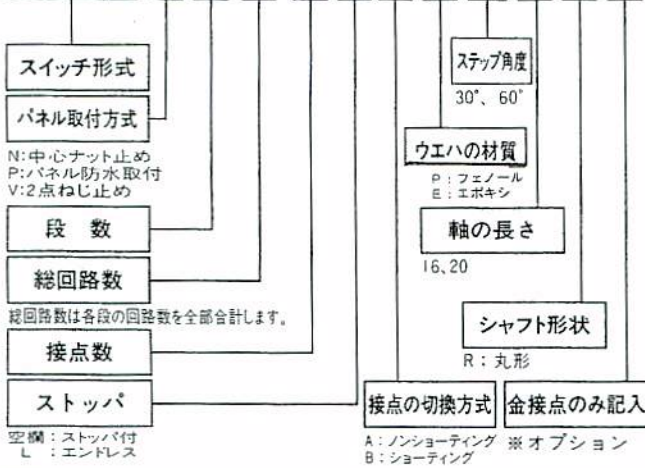 スイッチ形式
パネル取付方式
N:中心ナット止め
P:パネル防水取付
V:2点ねじ止め
段 数
総回路数
総回路数は各段の回路数を全部合計します。
接点数
ストッパ
空欄:ストッパ付
L :エンドレス
ステップ角度
30°、60°
ウエハの材質
P:フェノール
E:エポキシ
軸の長さ
16、20
シャフト形状
R:丸形
接点の切換方式
A:ノンショーティング
B:ショーティング
金接点のみ記入
※オプション